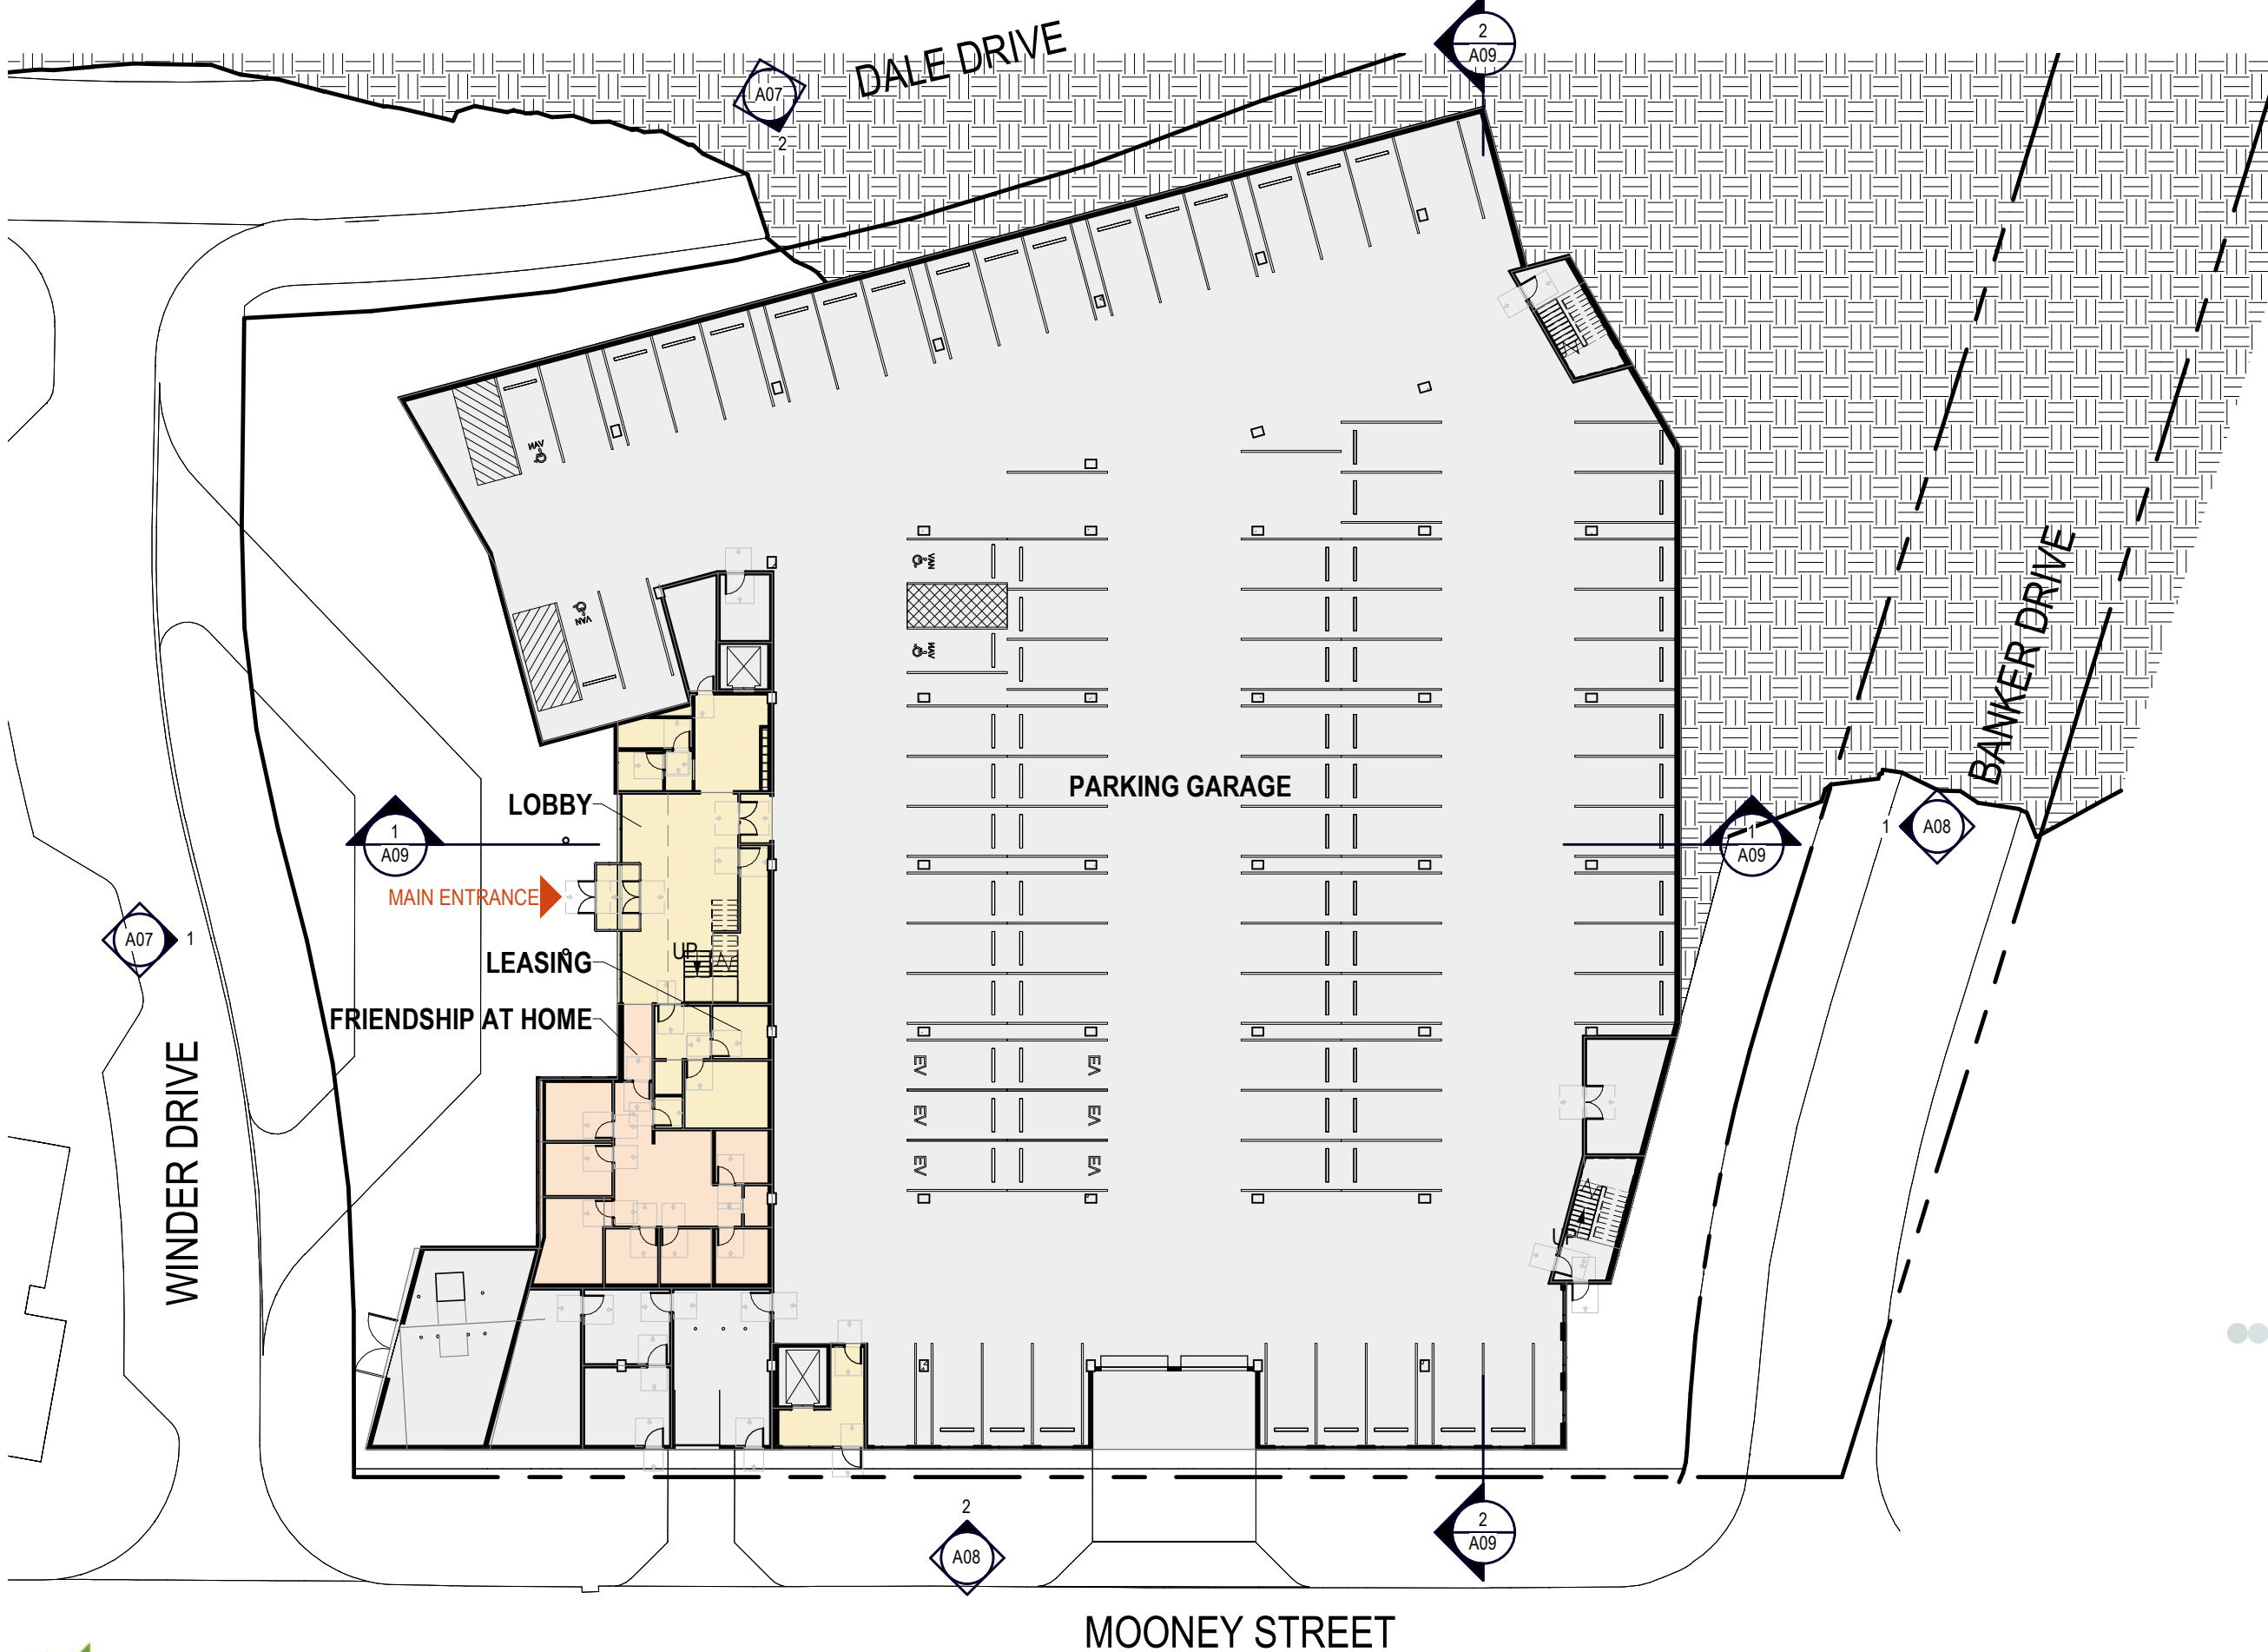 2
A09
DALE DRIVE
A07
2
VAN
VAN
VAN
VAN
BANKER DRIVE
PARKING GARAGE
LOBBY
1
A09
1
A09
1
A08
MAIN ENTRANCE
A07
1
UP
LEASING
FRIENDSHIP AT HOME
WINDER DRIVE
EV
EV
EV
EV
EV
EV
UP
2
A08
2
A09
MOONEY STREET